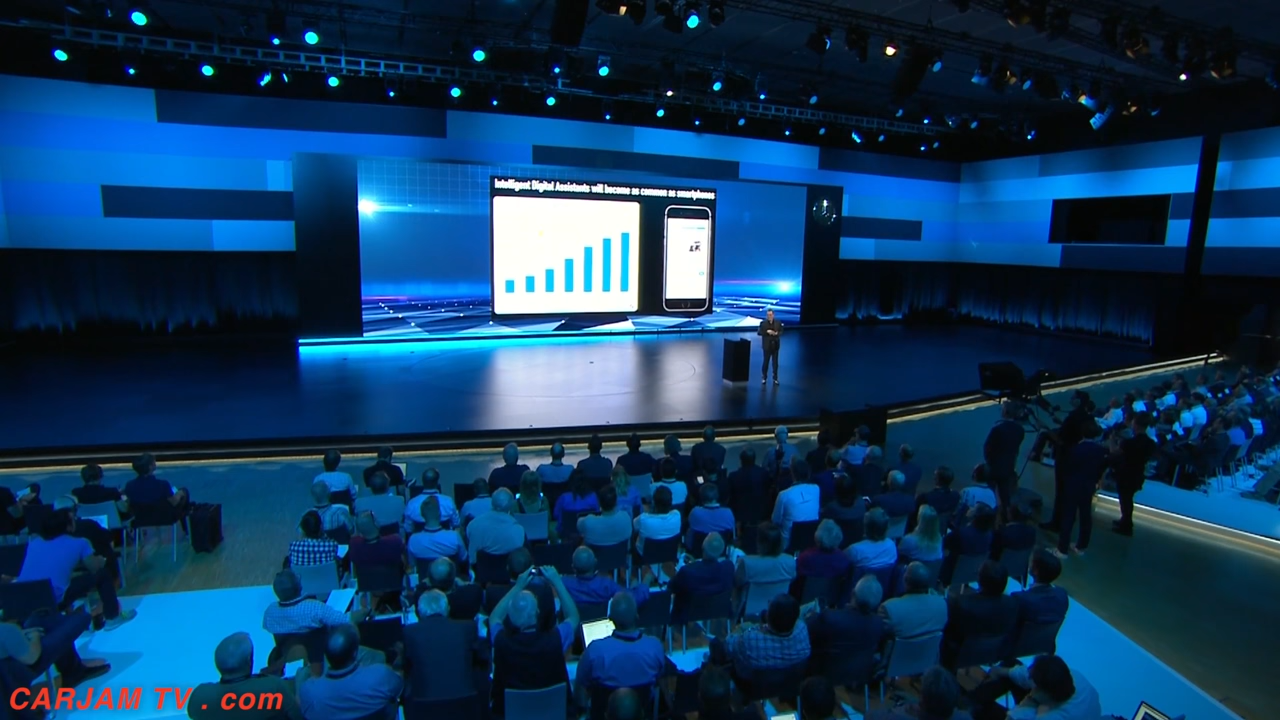 Intelligent Digital Assistants will become as common as smartphones
CARJAM TV . com